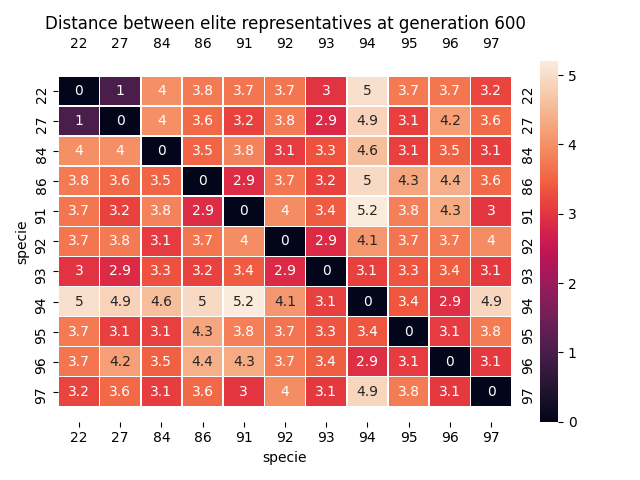 Distance between elite representatives at generation 600
22 27 84 86 91 92 93 94 95 96 97
22 0 1 4 3.8 3.7 3.7 3 5 3.7 3.7 3.2 22
27 1 0 4 3.6 3.2 3.8 2.9 4.9 3.1 4.2 3.6 27
84 4 4 0 3.5 3.8 3.1 3.3 4.6 3.1 3.5 3.1 84
86 3.8 3.6 3.5 0 2.9 3.7 3.2 5 4.3 4.4 3.6 86
91 3.7 3.2 3.8 2.9 0 4 3.4 5.2 3.8 4.3 3 91
92 3.7 3.8 3.1 3.7 4 0 2.9 4.1 3.7 3.7 4 92
93 3 2.9 3.3 3.2 3.4 2.9 0 3.1 3.3 3.4 3.1 93
94 5 4.9 4.6 5 5.2 4.1 3.1 0 3.4 2.9 4.9 94
95 3.7 3.1 3.1 4.3 3.8 3.7 3.3 3.4 0 3.1 3.8 95
96 3.7 4.2 3.5 4.4 4.3 3.7 3.4 2.9 3.1 0 3.1 96
97 3.2 3.6 3.1 3.6 3 4 3.1 4.9 3.8 3.1 0 97
22 27 84 86 91 92 93 94 95 96 97
specie
specie
5
4
3
2
1
0